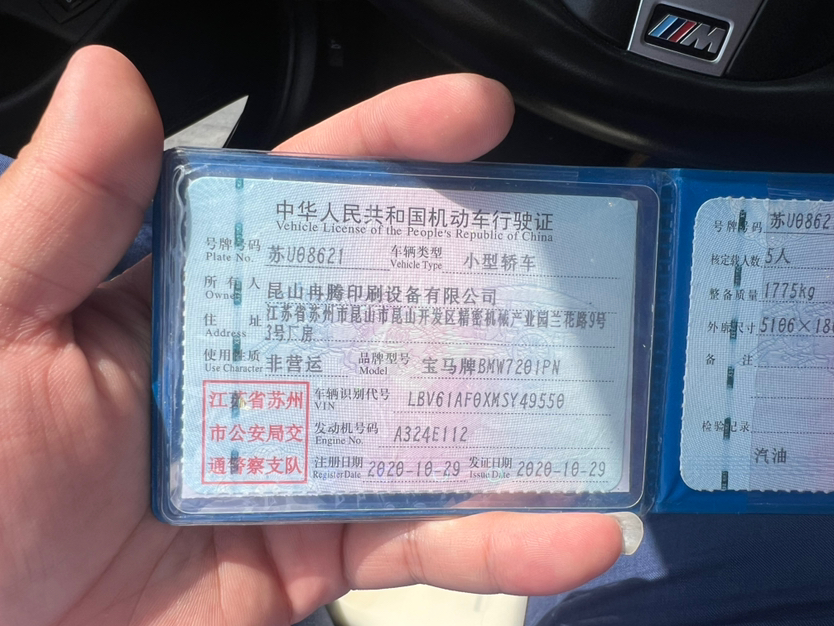 M
中华人民共和国机动车行驶证
Vehicle License of the People's Republic of China
号牌号码 Plate No. 苏U08621 车辆类型 Vehicle Type 小型轿车
所有人 Owner 昆山冉腾印刷设备有限公司
住址 Address 江苏省苏州市昆山市昆山开发区精密机械产业园兰花路9号
3号厂房
使用性质 Use Character 非营运 品牌型号 Model 宝马牌BMW7201PN
江苏省苏州
市公安局交
通警察支队
车辆识别代号 VIN LBV61AF0XMSY49550
发动机号码 Engine No. A324E112
注册日期 Register Date 2020-10-29 发证日期 Issue Date 2020-10-29
号牌号码 苏U0862
核定载人数 5人
整备质量 1775kg
外廓尺寸 5106×18
备注
检验记录
汽油